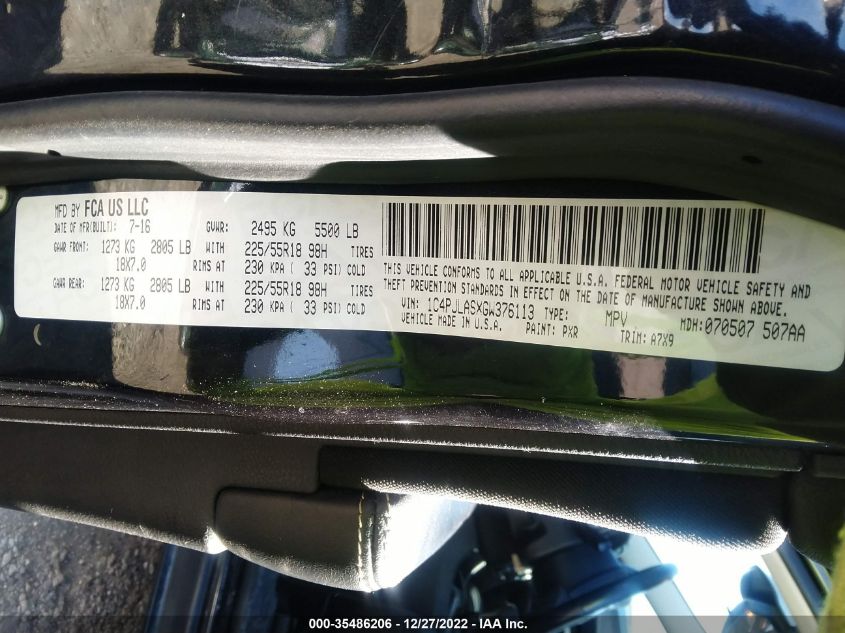 MFD BY FCA US LLC
DATE OF MFR(BUILT): 7-16 GVWR: 2495 KG 5500 LB
GAWR FRONT: 1273 KG 2805 LB WITH 225/55R18 98H TIRES
18X7.0 RIMS AT 230 KPA ( 33 PSI) COLD
GAWR REAR: 1273 KG 2805 LB WITH 225/55R18 98H TIRES
18X7.0 RIMS AT 230 KPA ( 33 PSI) COLD
THIS VEHICLE CONFORMS TO ALL APPLICABLE U.S.A. FEDERAL MOTOR VEHICLE SAFETY AND
THEFT PREVENTION STANDARDS IN EFFECT ON THE DATE OF MANUFACTURE SHOWN ABOVE.
VIN: 1C4PJLASXGW376113 TYPE: MPV MDH: 070507 507AA
VEHICLE MADE IN U.S.A. PAINT: PXR TRIM: A7X9
000-35486206 - 12/27/2022 - IAA Inc.